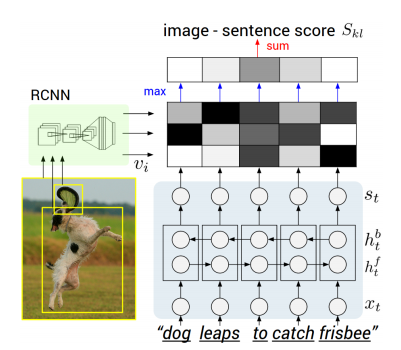 image - sentence score S_{kl}
sum
max
RCNN
v_i
s_t
h_t^b
h_t^f
x_t
“dog leaps to catch frisbee”